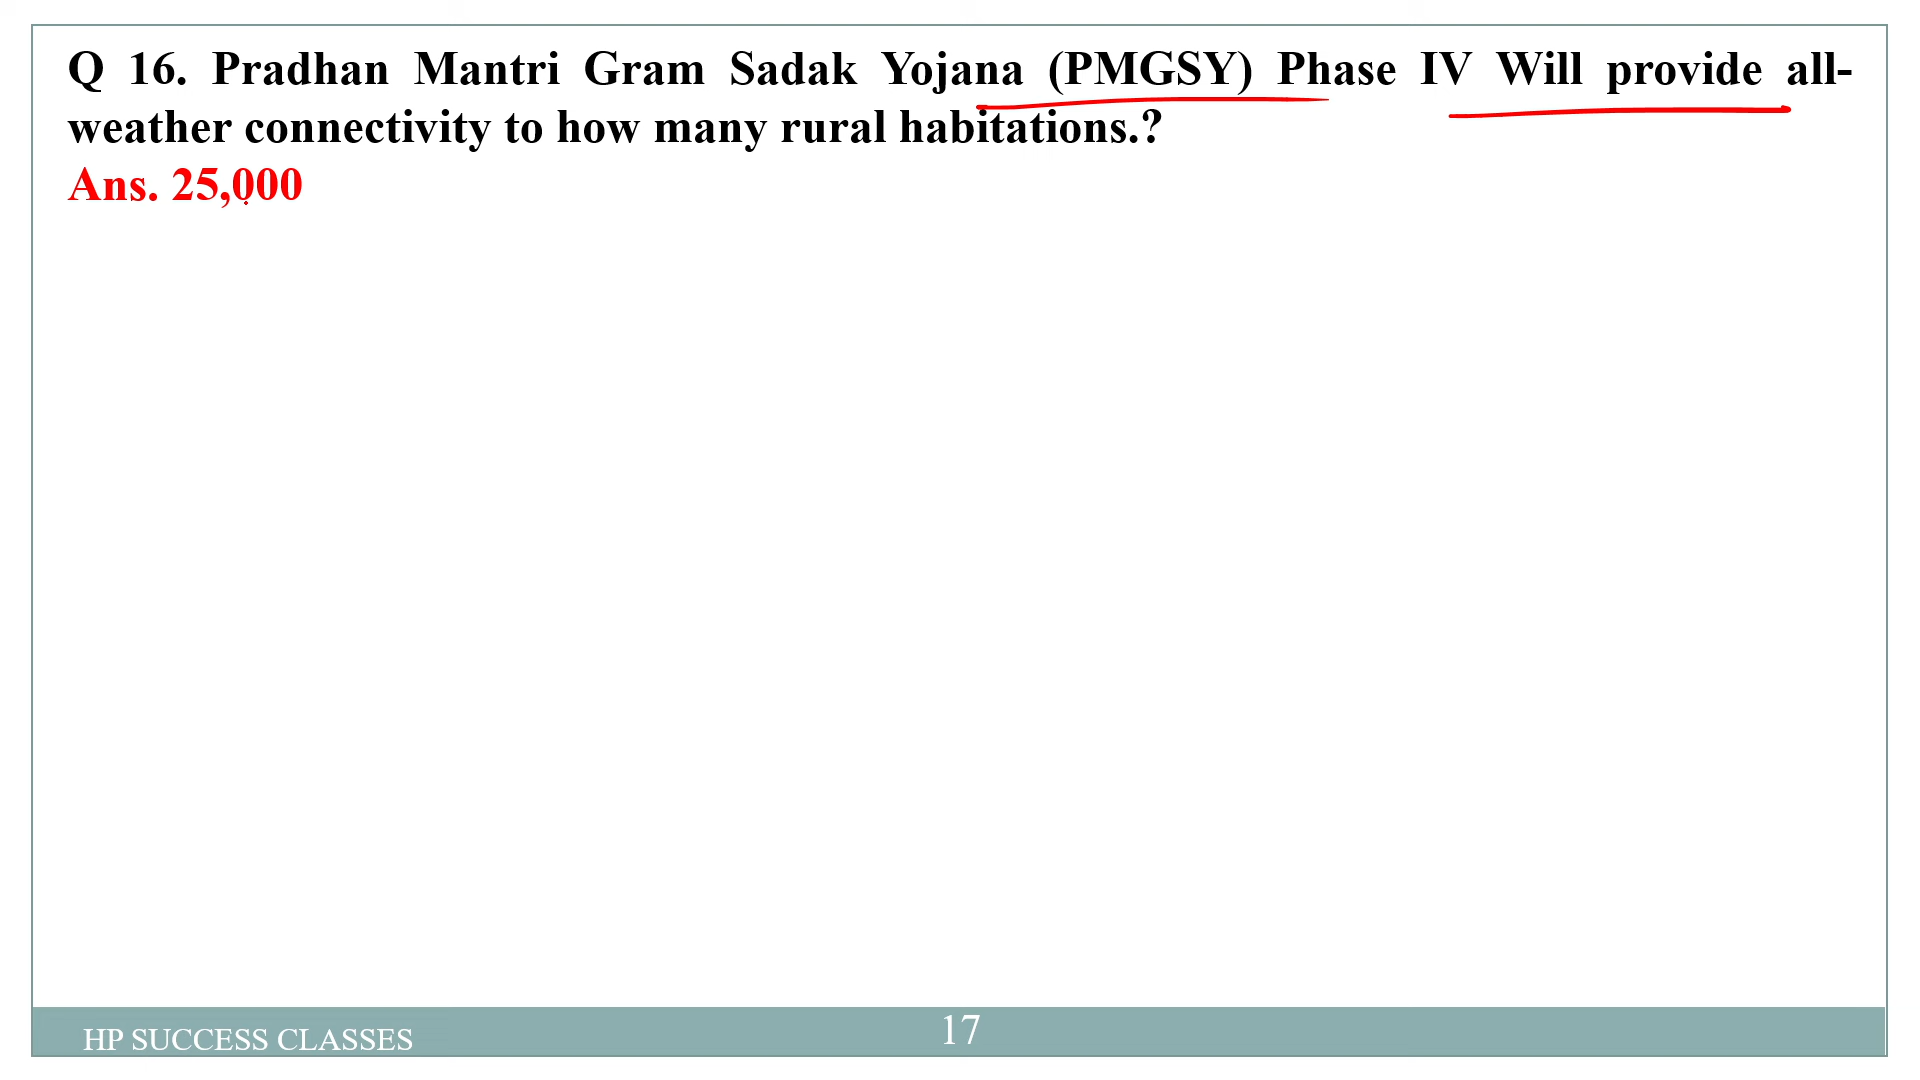 Q 16. Pradhan Mantri Gram Sadak Yojana (PMGSY) Phase IV Will provide all-
weather connectivity to how many rural habitations.?
Ans. 25,000
HP SUCCESS CLASSES
17